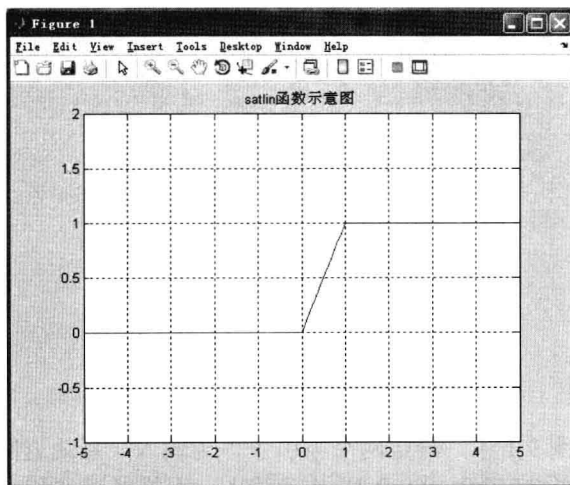 Figure 1
File Edit View Insert Tools Desktop Window Help
satlin函数示意图
2
1.5
1
0.5
0
-0.5
-1
-5 -4 -3 -2 -1 0 1 2 3 4 5